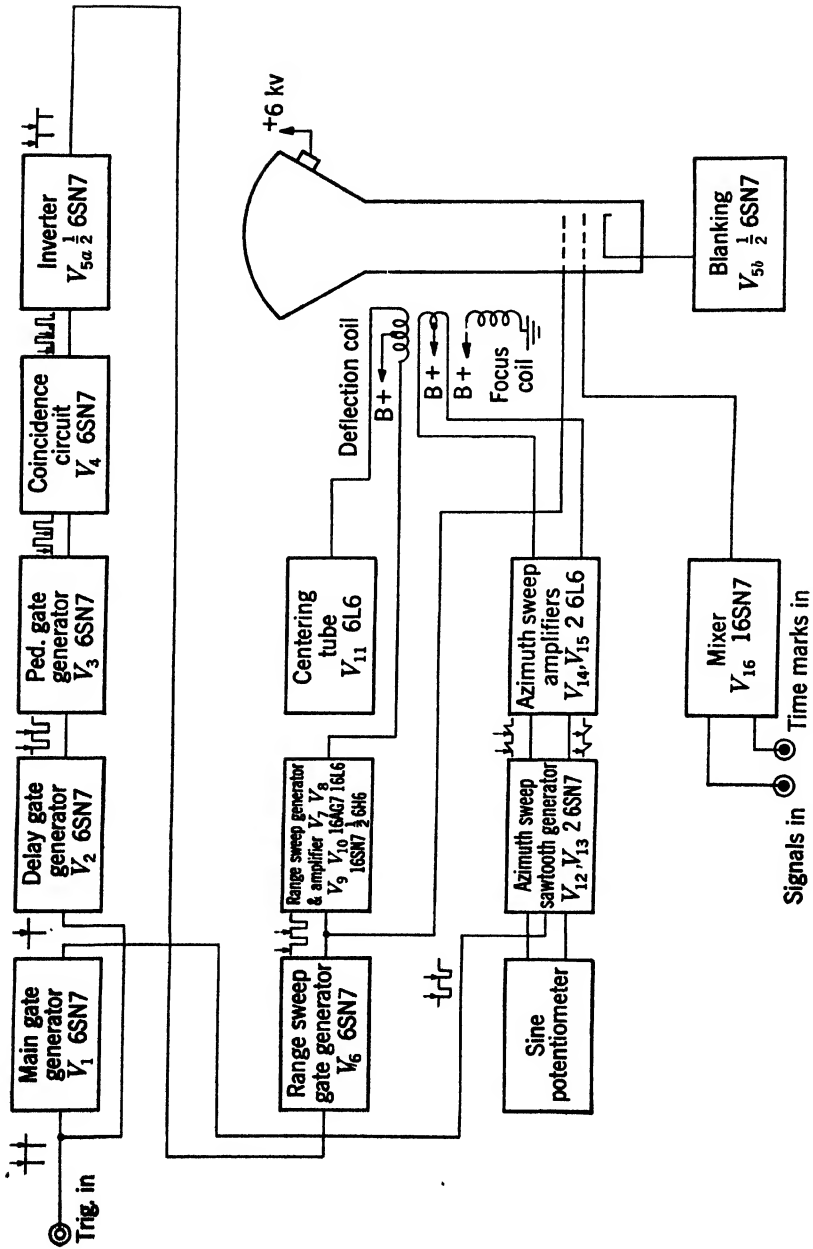 Trig. in
Main gate
generator
V1 6SN7
Delay gate
generator
V2 6SN7
Ped. gate
generator
V3 6SN7
Coincidence
circuit
V4 6SN7
Inverter
V5a 1/2 6SN7
Range sweep
gate generator
V6 6SN7
Range sweep generator
& amplifier V7 V8
V9 V10 16AG7 16L6
16SN7 1/2 6H6
Centering
tube
V11 6L6
Deflection coil
B+
B+
B+
Focus
coil
+6 kv
Sine
potentiometer
Azimuth sweep
sawtooth generator
V12, V13 2 6SN7
Azimuth sweep
amplifiers
V14, V15 2 6L6
Mixer
V16 16SN7
Blanking
V5b 1/2 6SN7
Signals in
Time marks in